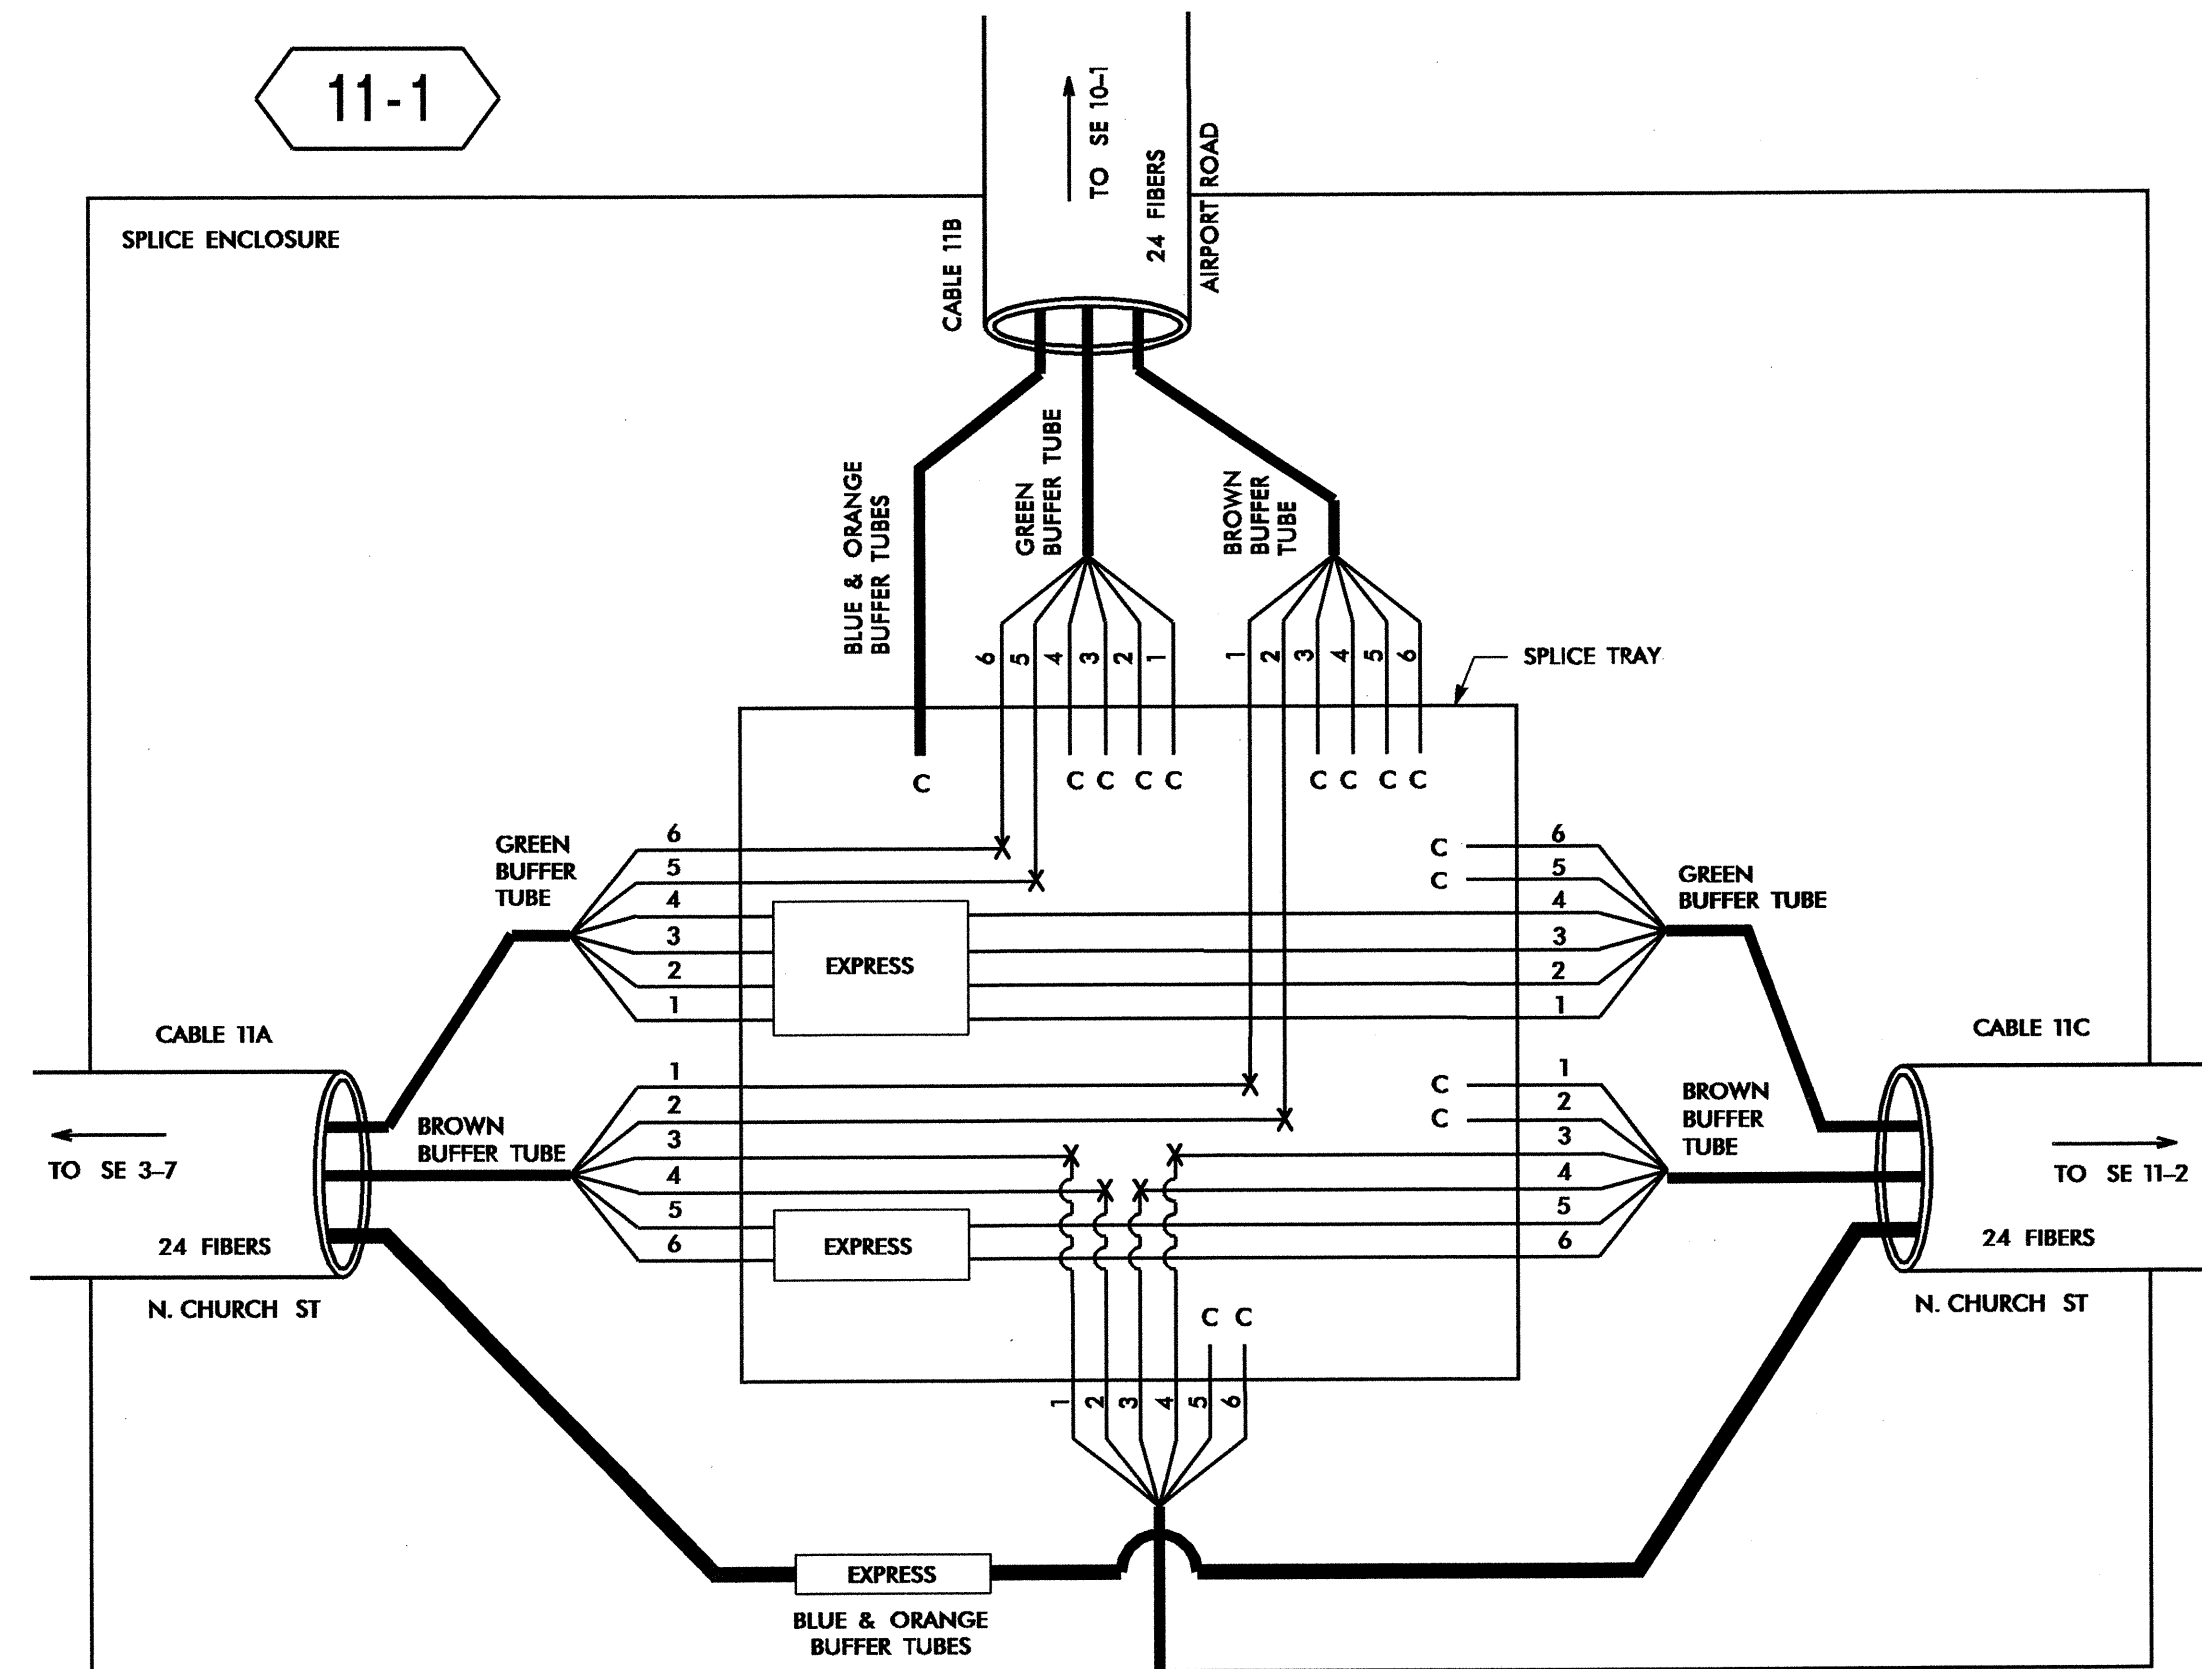 11-1
TO SE 10-1
24 FIBERS
AIRPORT ROAD
CABLE 11B
SPLICE ENCLOSURE
BLUE & ORANGE
BUFFER TUBES
GREEN
BUFFER TUBE
BROWN
BUFFER
TUBE
6 5 4 3 2 1
1 2 3 4 5 6
SPLICE TRAY
C
C C C C
C C C C
GREEN
BUFFER
TUBE
6
5
4
3
2
1
EXPRESS
C
C
6
5
4
3
2
1
GREEN
BUFFER TUBE
CABLE 11A
TO SE 3-7
24 FIBERS
N. CHURCH ST
BROWN
BUFFER TUBE
1
2
3
4
5
6
EXPRESS
C
C
1
2
3
4
5
6
BROWN
BUFFER
TUBE
CABLE 11C
TO SE 11-2
24 FIBERS
N. CHURCH ST
C C
1 2 3 4 5 6
EXPRESS
BLUE & ORANGE
BUFFER TUBES